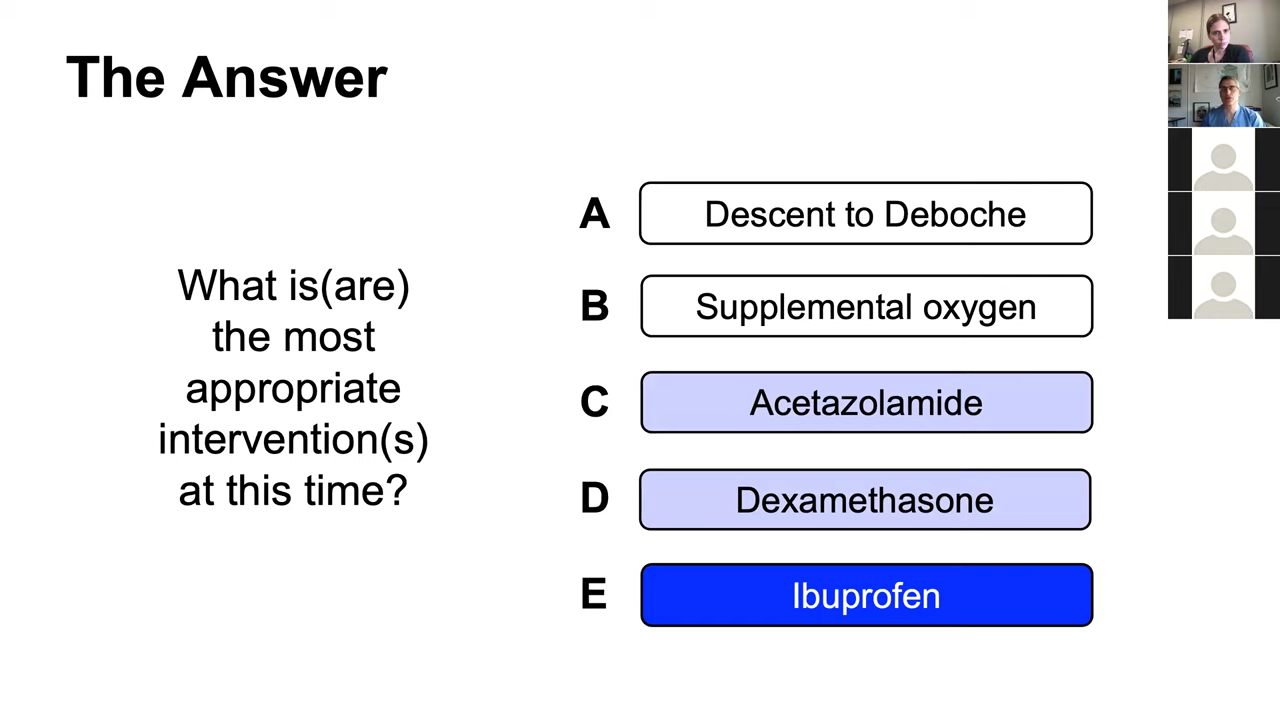 The Answer
What is(are)
the most
appropriate
intervention(s)
at this time?
A Descent to Deboche
B Supplemental oxygen
C Acetazolamide
D Dexamethasone
E Ibuprofen